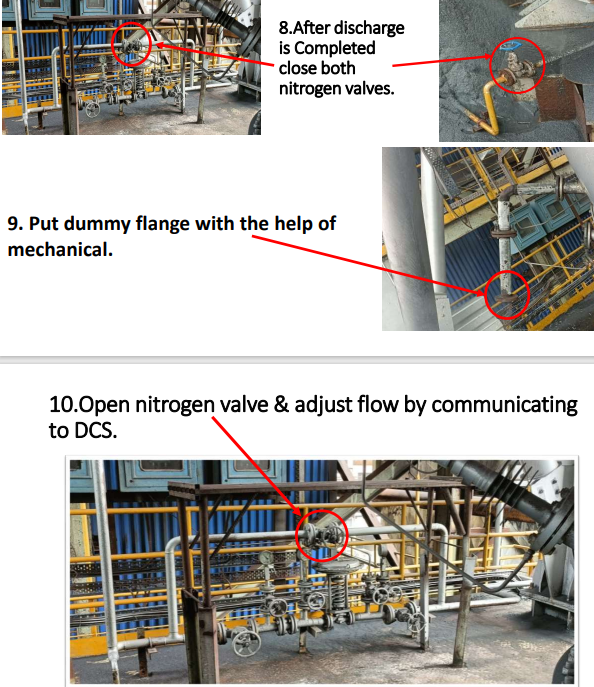 8.After discharge
is Completed
close both
nitrogen valves.
9. Put dummy flange with the help of
mechanical.
10.Open nitrogen valve & adjust flow by communicating
to DCS.